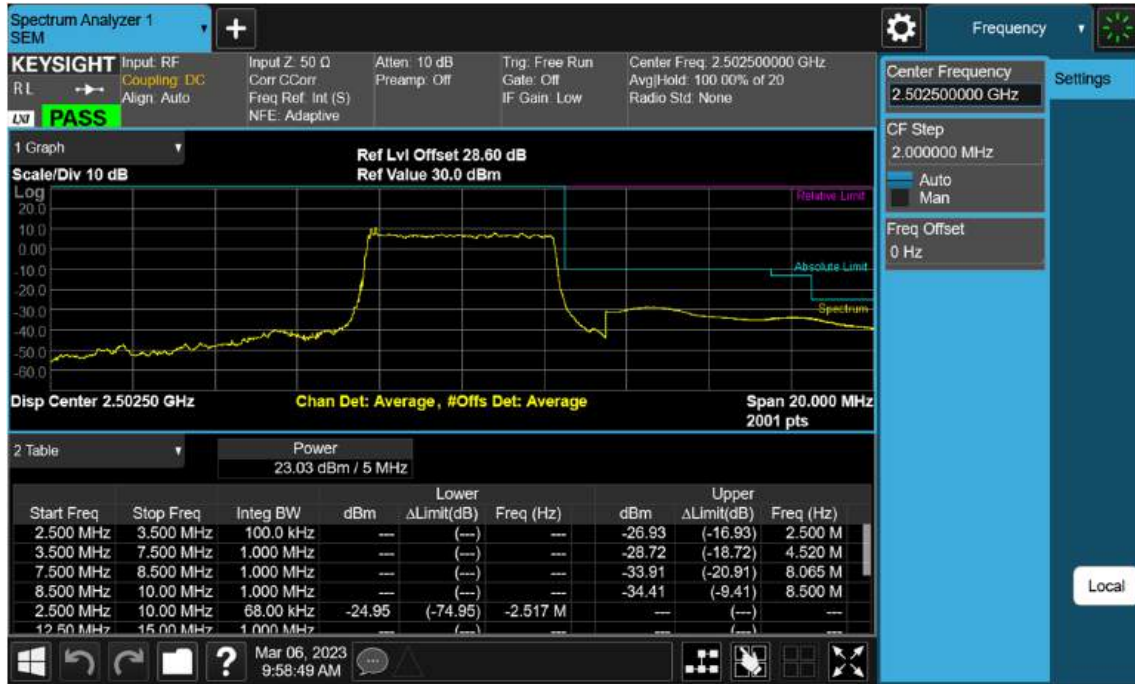 Spectrum Analyzer 1
SEM
+
Frequency
KEYSIGHT
RL
LXI PASS
Input: RF
Coupling: DC
Align: Auto
Input Z: 50 Ω
Corr CCorr
Freq Ref: Int (S)
NFE: Adaptive
Atten: 10 dB
Preamp: Off
Trig: Free Run
Gate: Off
IF Gain: Low
Center Freq: 2.502500000 GHz
Avg|Hold: 100.00% of 20
Radio Std: None
Center Frequency
2.502500000 GHz
Settings
CF Step
2.000000 MHz
Auto
Man
Freq Offset
0 Hz
1 Graph
Scale/Div 10 dB
Ref Lvl Offset 28.60 dB
Ref Value 30.0 dBm
Log
20.0
10.0
0.00
-10.0
-20.0
-30.0
-40.0
-50.0
-60.0
Relative Limit
Absolute Limit
Spectrum
Disp Center 2.50250 GHz
Chan Det: Average, #Offs Det: Average
Span 20.000 MHz
2001 pts
2 Table
Power
23.03 dBm / 5 MHz
Lower Upper
Start Freq Stop Freq Integ BW dBm ΔLimit(dB) Freq (Hz) dBm ΔLimit(dB) Freq (Hz)
2.500 MHz 3.500 MHz 100.0 kHz --- (---) --- -26.93 (-16.93) 2.500 M
3.500 MHz 7.500 MHz 1.000 MHz --- (---) --- -28.72 (-18.72) 4.520 M
7.500 MHz 8.500 MHz 1.000 MHz --- (---) --- -33.91 (-20.91) 8.065 M
8.500 MHz 10.00 MHz 1.000 MHz --- (---) --- -34.41 (-9.41) 8.500 M
2.500 MHz 10.00 MHz 68.00 kHz -24.95 (-74.95) -2.517 M --- (---) ---
12.50 MHz 15.00 MHz 1.000 MHz --- (---) --- --- (---) ---
Local
?
Mar 06, 2023
9:58:49 AM